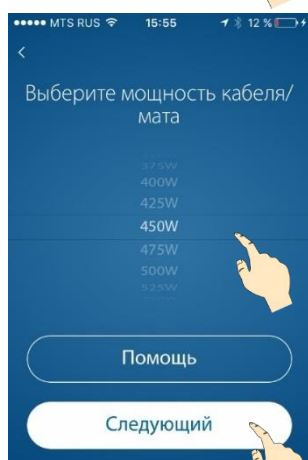 MTS RUS 15:55 12 %
<
Выберите мощность кабеля/
мата
375W
400W
425W
450W
475W
500W
525W
Помощь
Следующий